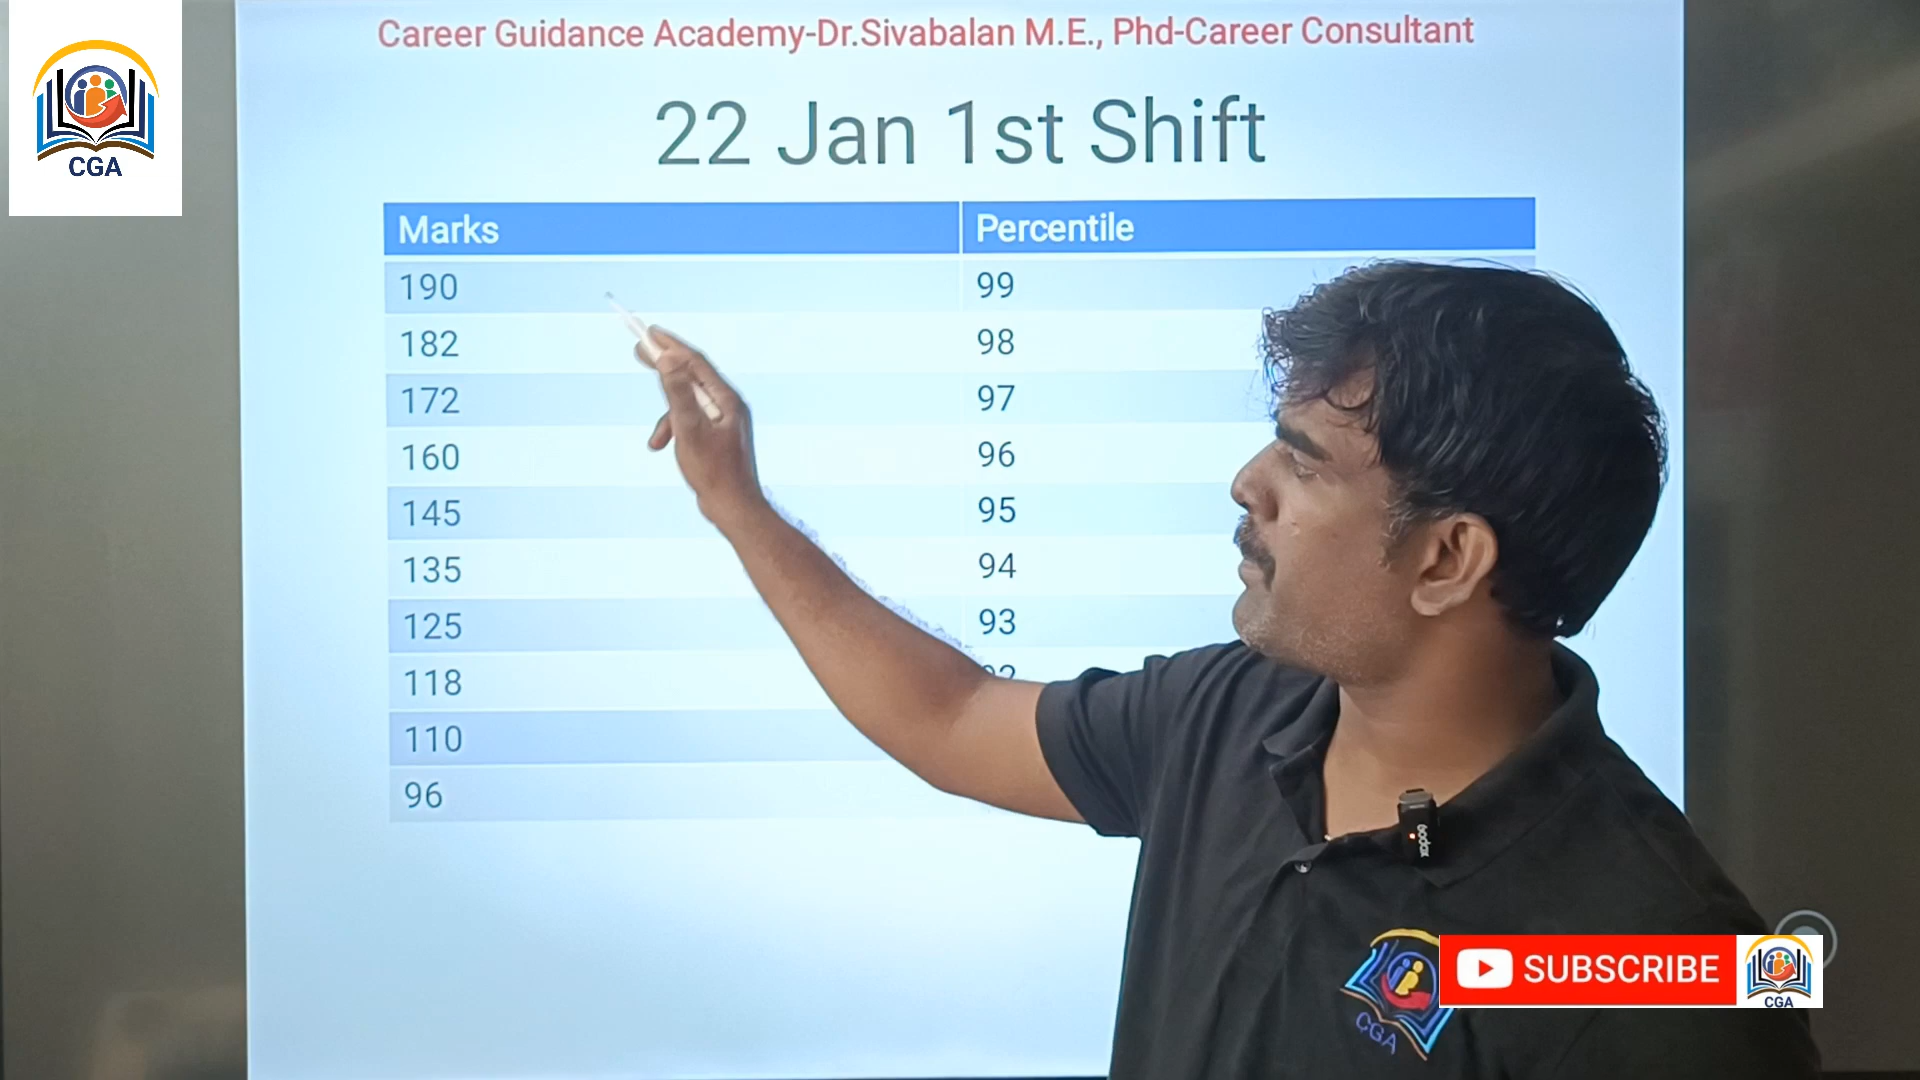 Career Guidance Academy-Dr.Sivabalan M.E., Phd-Career Consultant
CGA
22 Jan 1st Shift
Marks Percentile
190 99
182 98
172 97
160 96
145 95
135 94
125 93
118
110
96
Godox
CGA
SUBSCRIBE
CGA